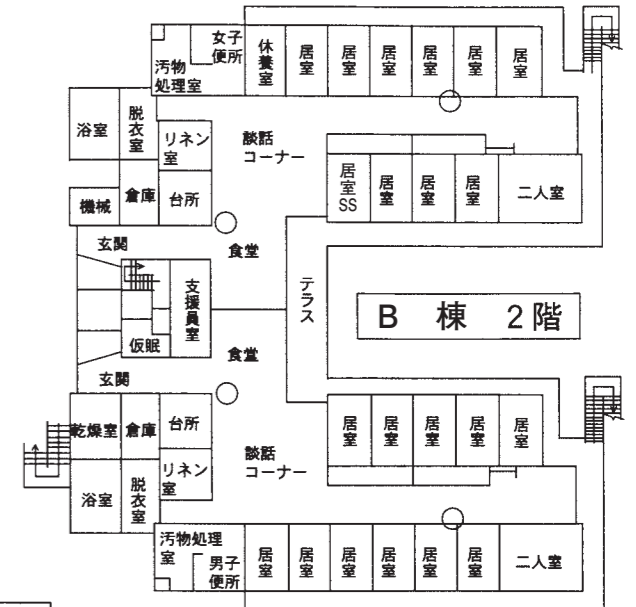 女子
便所
休
養
室
居
室
居
室
居
室
居
室
居
室
居
室
汚物
処理室
浴室
脱
衣
室
リネン
室
談話
コーナー
機械
倉庫
台所
居
室
SS
居
室
居
室
居
室
二人室
玄関
食堂
支
援
員
室
テ
ラ
ス
B 棟 2階
仮眠
食堂
玄関
乾燥室
倉庫
台所
居
室
居
室
居
室
居
室
居
室
談話
コーナー
リネン
室
浴室
脱
衣
室
汚物処理
室
男子
便所
居
室
居
室
居
室
居
室
居
室
居
室
二人室